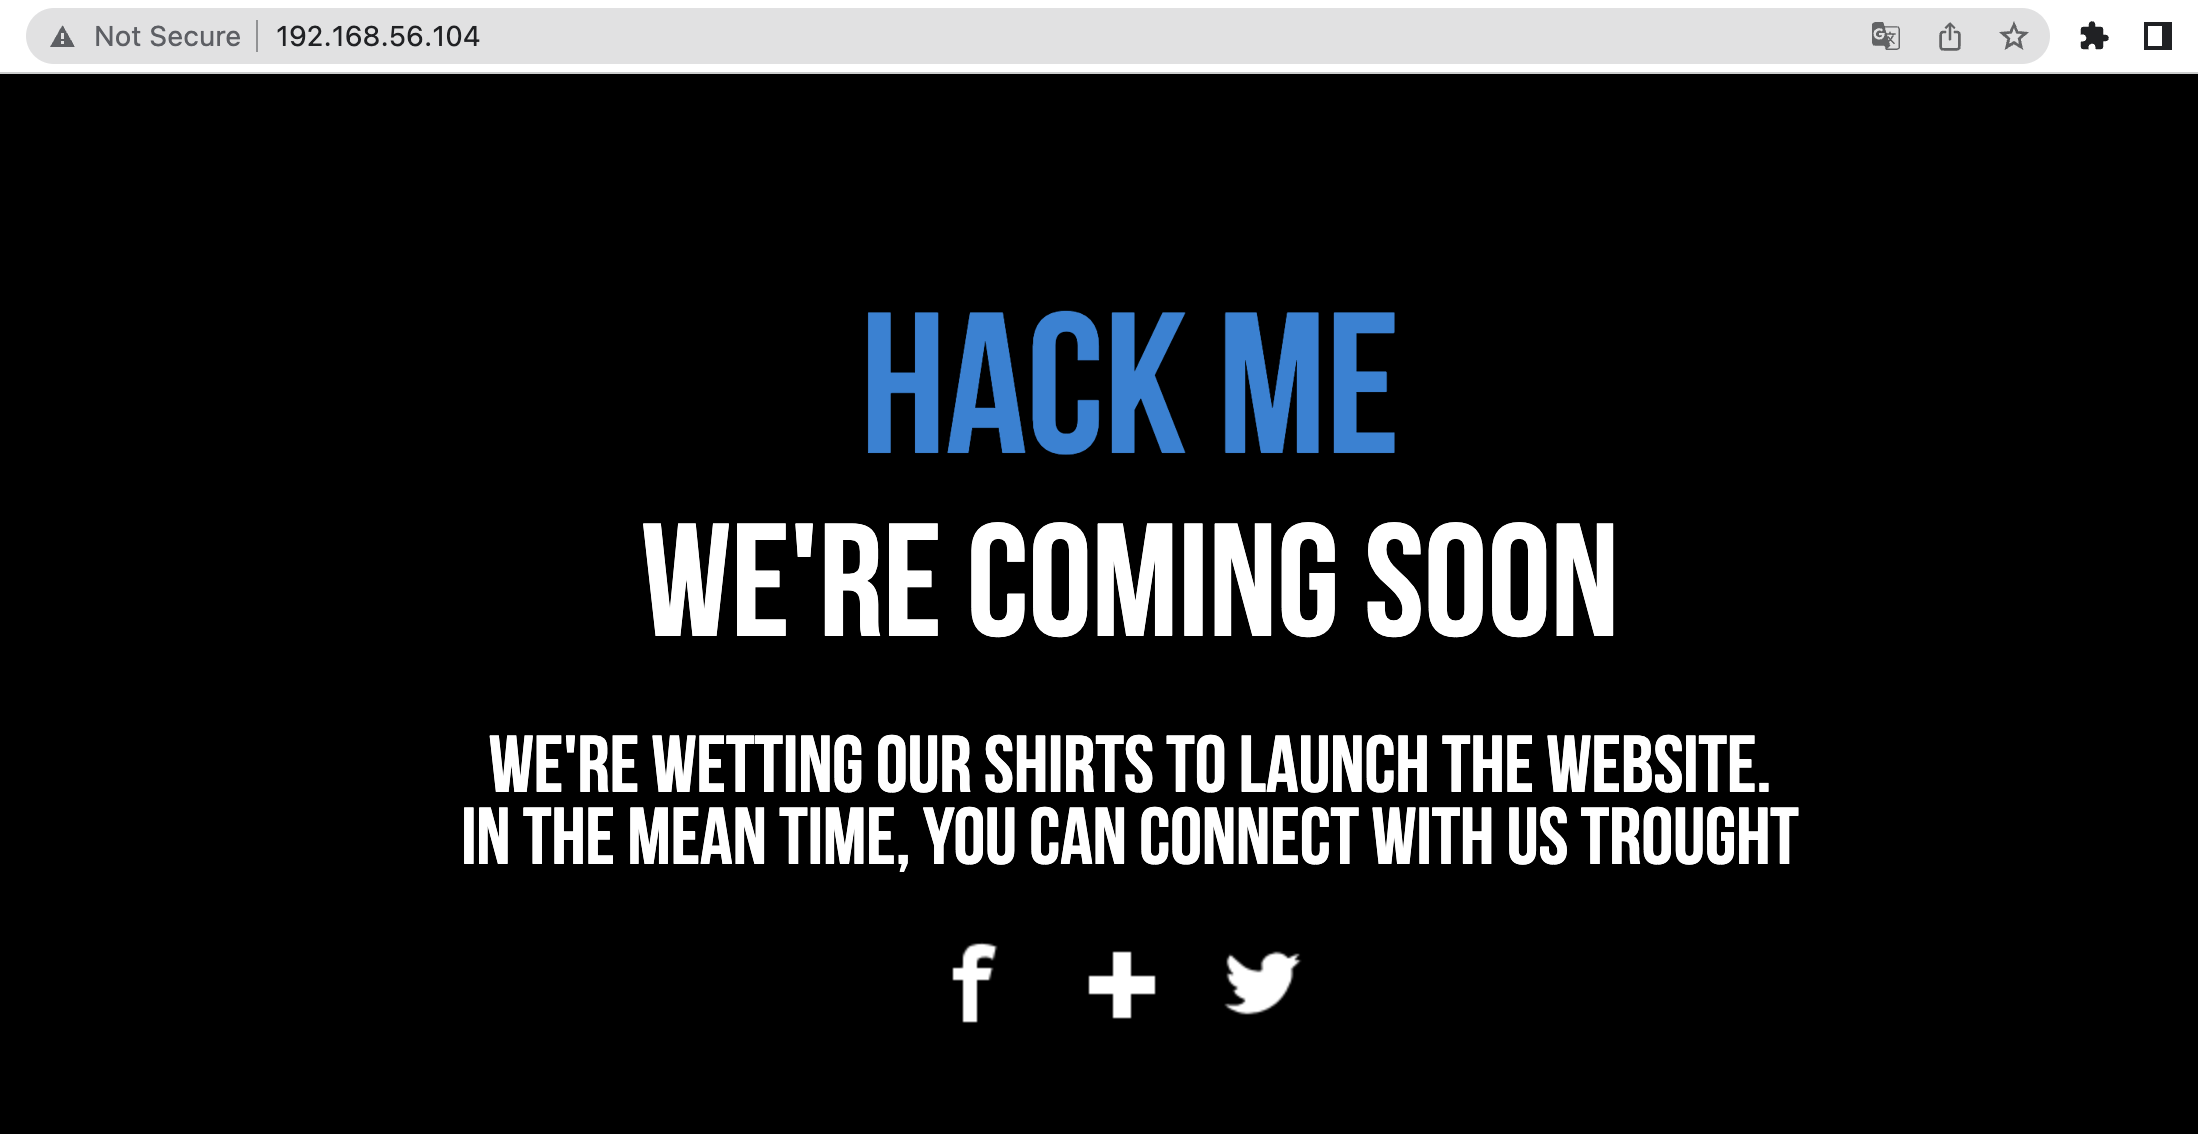 Not Secure | 192.168.56.104
HACK ME
WE'RE COMING SOON
WE'RE WETTING OUR SHIRTS TO LAUNCH THE WEBSITE.
IN THE MEAN TIME, YOU CAN CONNECT WITH US TROUGHT